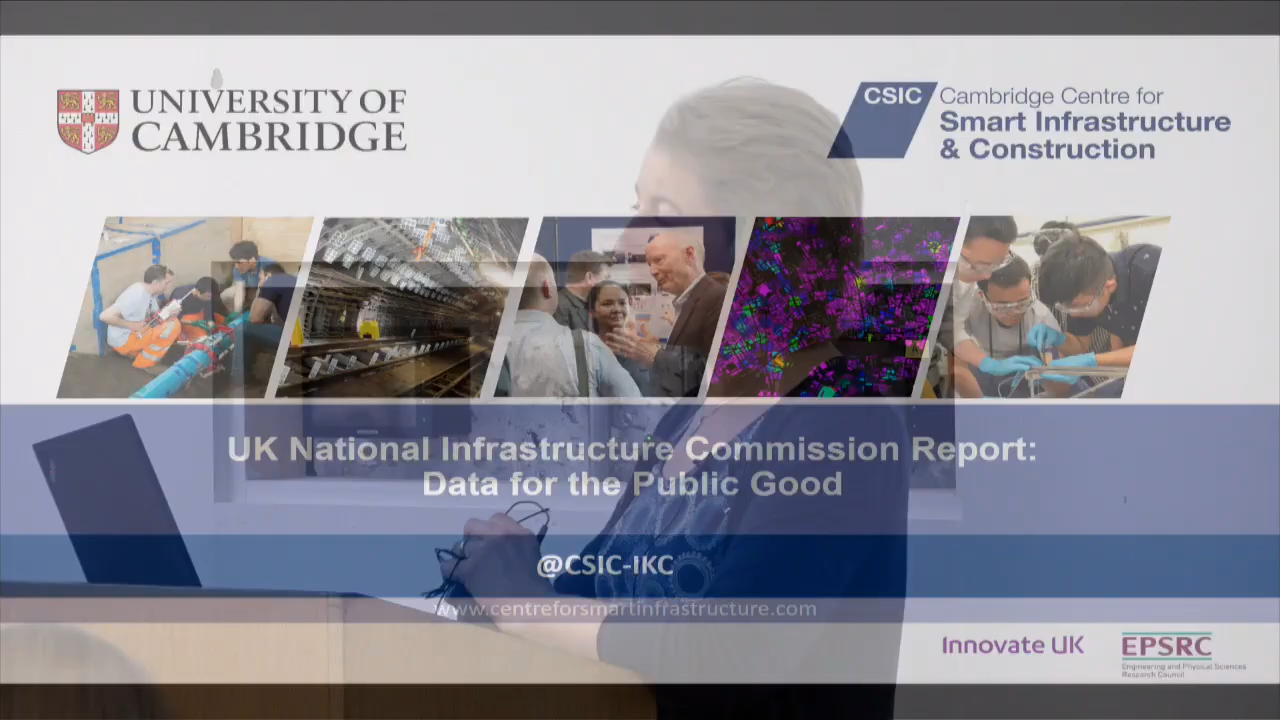 UNIVERSITY OF
CAMBRIDGE
CSIC
Cambridge Centre for
Smart Infrastructure
& Construction
UK National Infrastructure Commission Report:
Data for the Public Good
@CSIC-IKC
www.centreforsmartinfrastructure.com
Innovate UK
EPSRC
Engineering and Physical Sciences
Research Council